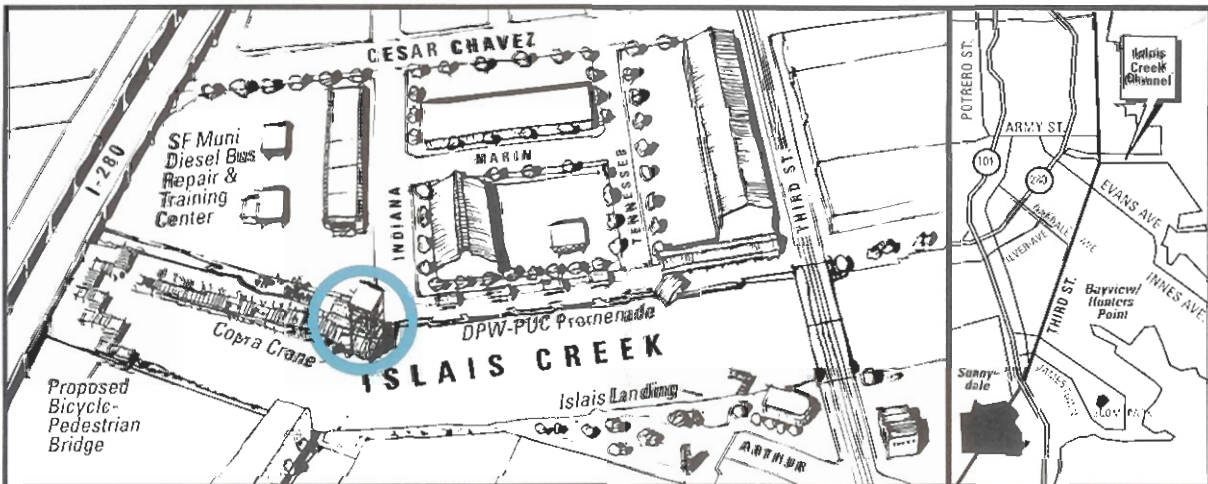 CESAR CHAVEZ
I-280
SF Muni
Diesel Bus
Repair &
Training
Center
MARIN
INDIANA
TENNESSEE
THIRD ST.
Copra Crane
DPW-PUC Promenade
ISLAIS CREEK
Proposed
Bicycle-
Pedestrian
Bridge
Islais Landing
ARTHUR
POTRERO ST.
Islais
Creek
Channel
ARMY ST.
101
280
EVANS AVE.
INNES AVE.
THIRD ST.
Bayview/
Hunters
Point
Sunny-
dale